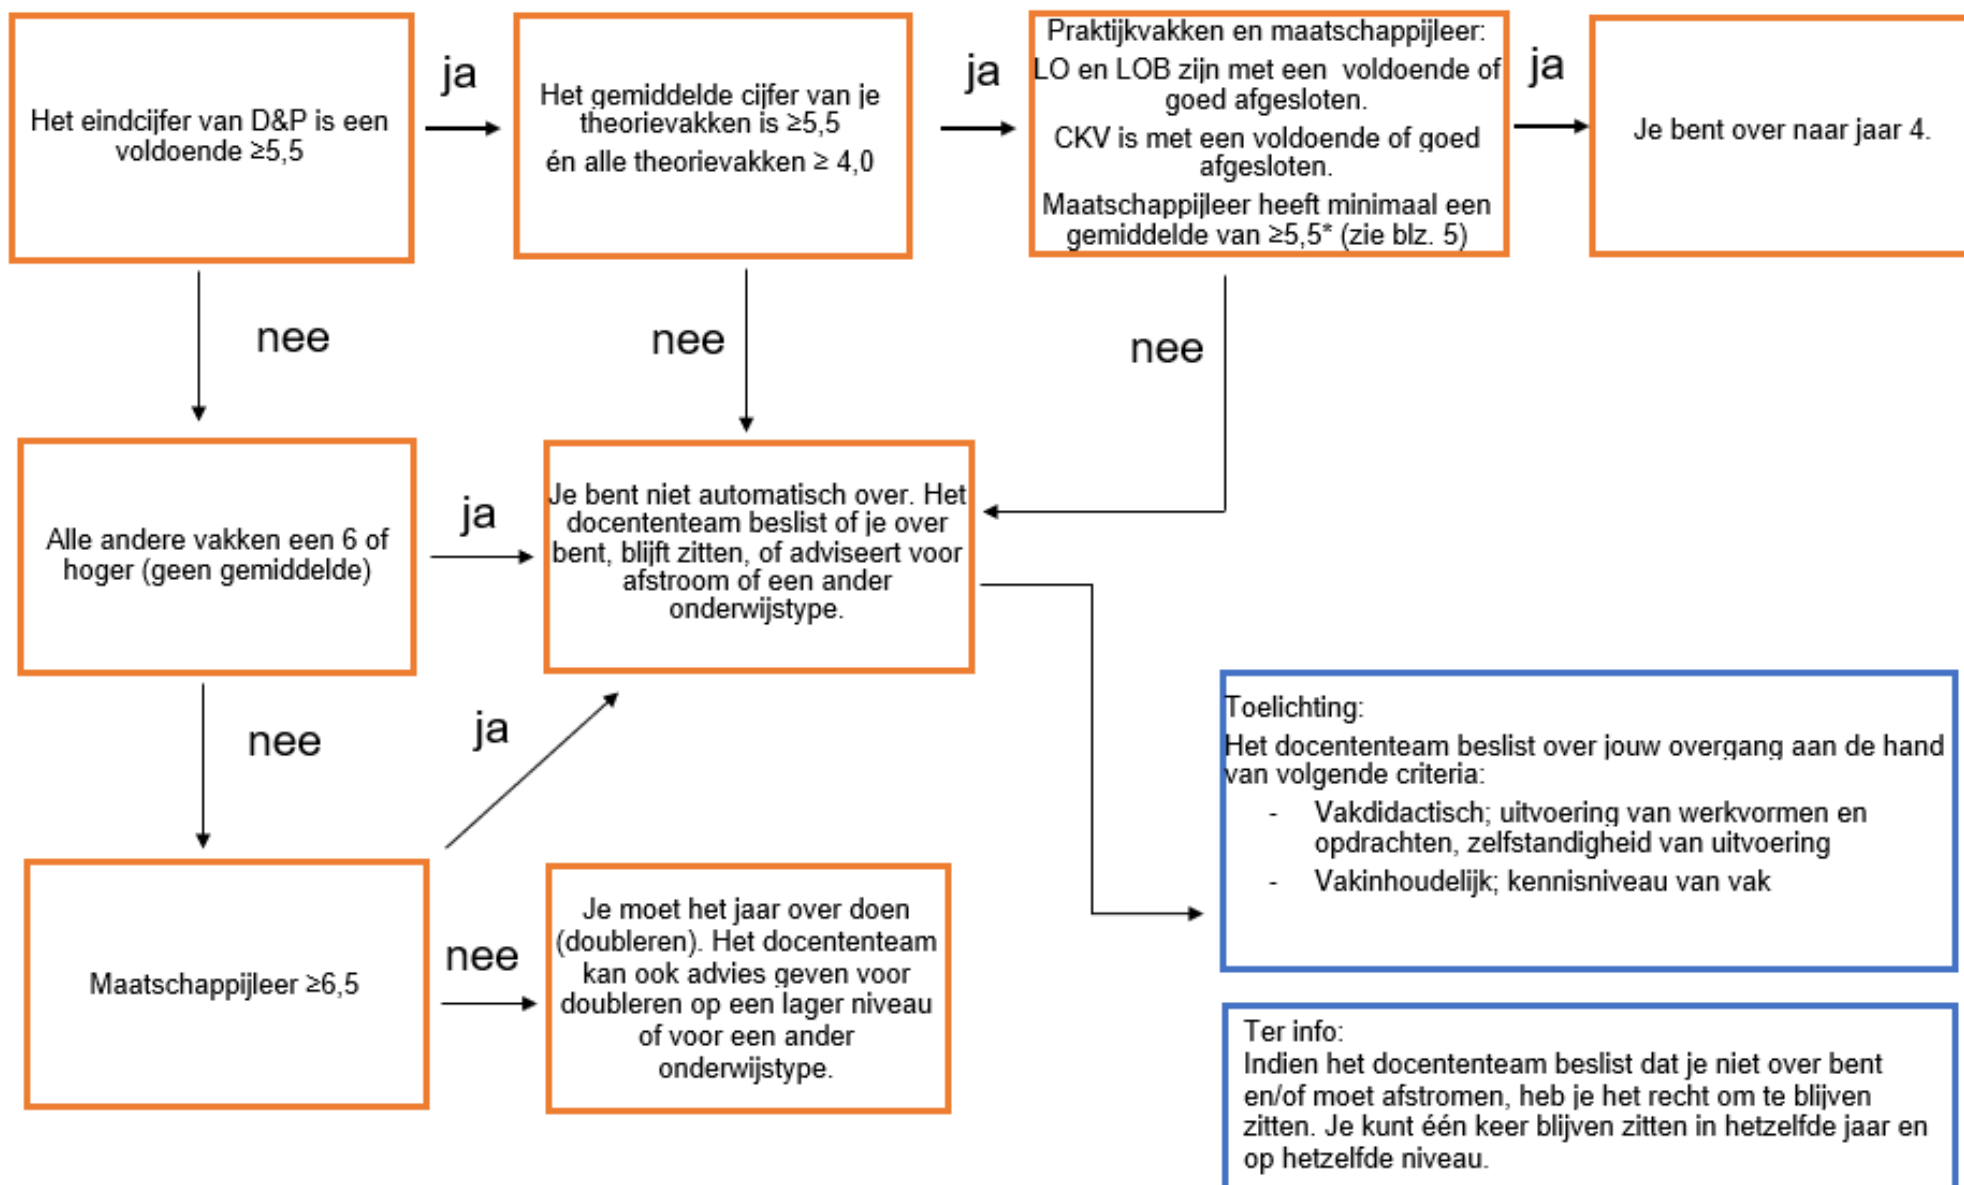 Het eindcijfer van D&P is een
voldoende ≥5,5
ja
Het gemiddelde cijfer van je
theorievakken is ≥5,5
én alle theorievakken ≥ 4,0
ja
Praktijkvakken en maatschappijleer:
LO en LOB zijn met een voldoende of
goed afgesloten.
CKV is met een voldoende of goed
afgesloten.
Maatschappijleer heeft minimaal een
gemiddelde van ≥5,5* (zie blz. 5)
ja
Je bent over naar jaar 4.
nee
nee
nee
Alle andere vakken een 6 of
hoger (geen gemiddelde)
ja
Je bent niet automatisch over. Het
docententeam beslist of je over
bent, blijft zitten, of adviseert voor
afstroom of een ander
onderwijstype.
nee
ja
Maatschappijleer ≥6,5
nee
Je moet het jaar over doen
(doubleren). Het docententeam
kan ook advies geven voor
doubleren op een lager niveau
of voor een ander
onderwijstype.
Toelichting:
Het docententeam beslist over jouw overgang aan de hand
van volgende criteria:
- Vakdidactisch; uitvoering van werkvormen en
opdrachten, zelfstandigheid van uitvoering
- Vakinhoudelijk; kennisniveau van vak
Ter info:
Indien het docententeam beslist dat je niet over bent
en/of moet afstromen, heb je het recht om te blijven
zitten. Je kunt één keer blijven zitten in hetzelfde jaar en
op hetzelfde niveau.